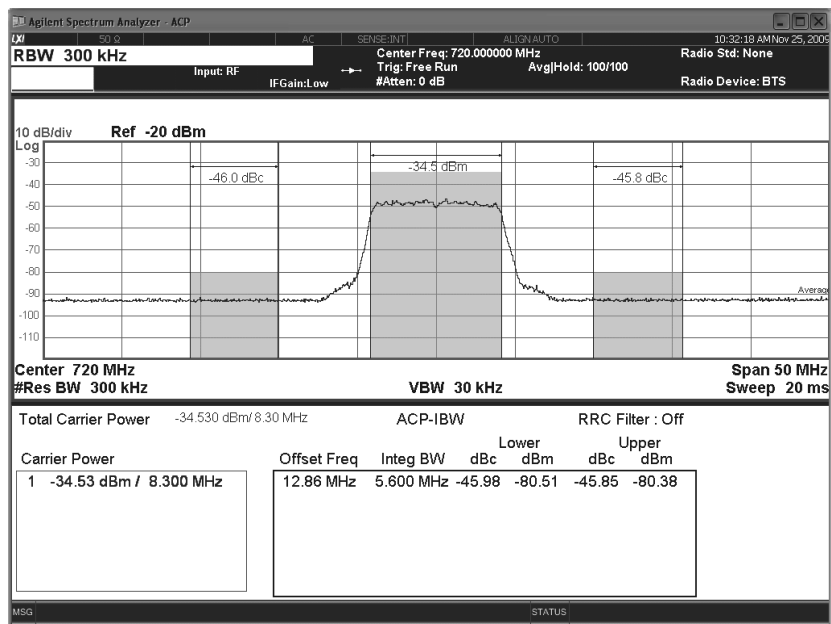 Agilent Spectrum Analyzer - ACP
LXI 50 Ω AC SENSE:INT ALIGN AUTO 10:32:18 AM Nov 25, 2009
RBW 300 kHz Center Freq: 720.000000 MHz Radio Std: None
Input: RF Trig: Free Run Avg|Hold: 100/100
IFGain:Low #Atten: 0 dB Radio Device: BTS
10 dB/div Ref -20 dBm
Log
-30
-34.5 dBm
-46.0 dBc -45.8 dBc
-40
-50
-60
-70
-80
-90
Average
-100
-110
Center 720 MHz Span 50 MHz
#Res BW 300 kHz VBW 30 kHz Sweep 20 ms
Total Carrier Power -34.530 dBm/ 8.30 MHz ACP-IBW RRC Filter : Off
Lower Upper
Carrier Power Offset Freq Integ BW dBc dBm dBc dBm
1 -34.53 dBm / 8.300 MHz 12.86 MHz 5.600 MHz -45.98 -80.51 -45.85 -80.38
MSG STATUS